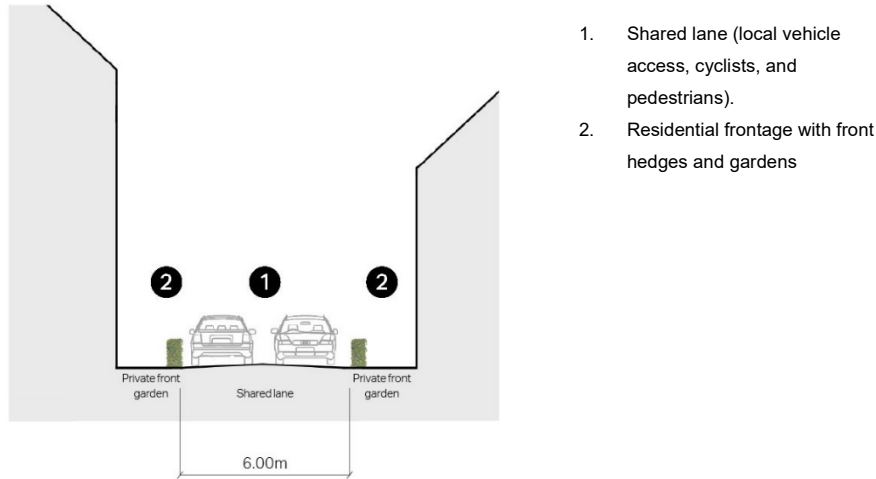 1. Shared lane (local vehicle
access, cyclists, and
pedestrians).
2. Residential frontage with front
hedges and gardens
2
1
2
Private front
garden
Shared lane
Private front
garden
6.00m